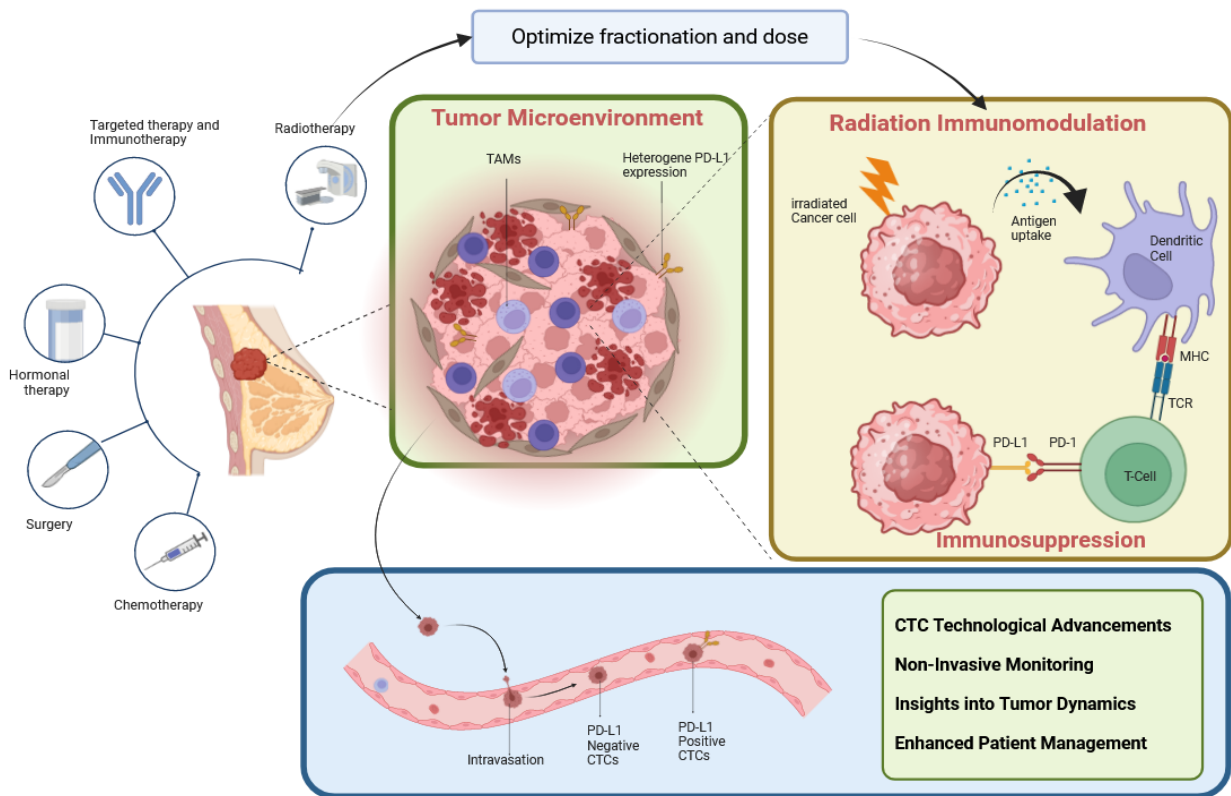 Optimize fractionation and dose
Targeted therapy and
Immunotherapy
Radiotherapy
Hormonal
therapy
Surgery
Chemotherapy
Tumor Microenvironment
TAMs
Heterogene PD-L1
expression
Radiation Immunomodulation
irradiated
Cancer cell
Antigen
uptake
Dendritic
Cell
MHC
TCR
PD-L1
PD-1
T-Cell
Immunosuppression
Intravasation
PD-L1
Negative
CTCs
PD-L1
Positive
CTCs
CTC Technological Advancements
Non-Invasive Monitoring
Insights into Tumor Dynamics
Enhanced Patient Management